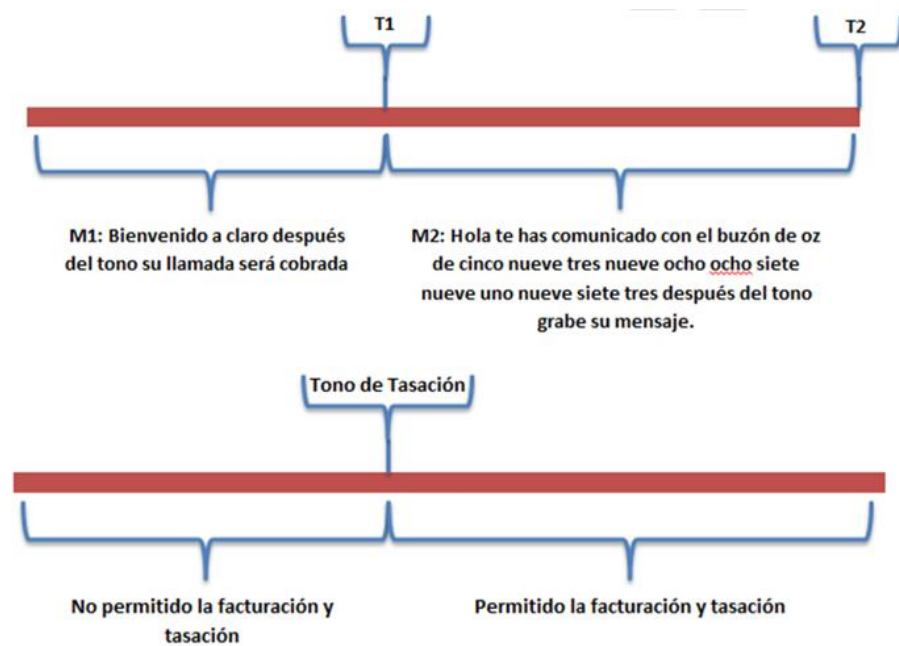 T1
T2
M1: Bienvenido a claro después
del tono su llamada será cobrada
M2: Hola te has comunicado con el buzón de oz
de cinco nueve tres nueve ocho ocho siete
nueve uno nueve siete tres después del tono
grabe su mensaje.
Tono de Tasación
No permitido la facturación y
tasación
Permitido la facturación y tasación